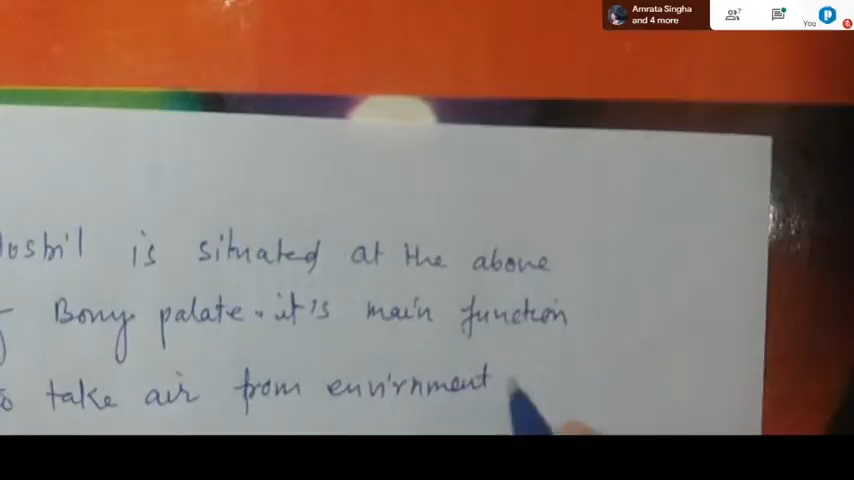 Amrata Singha
and 4 more
7
You
is situated at the above
Bony palate. it's main function
take air from envirnment